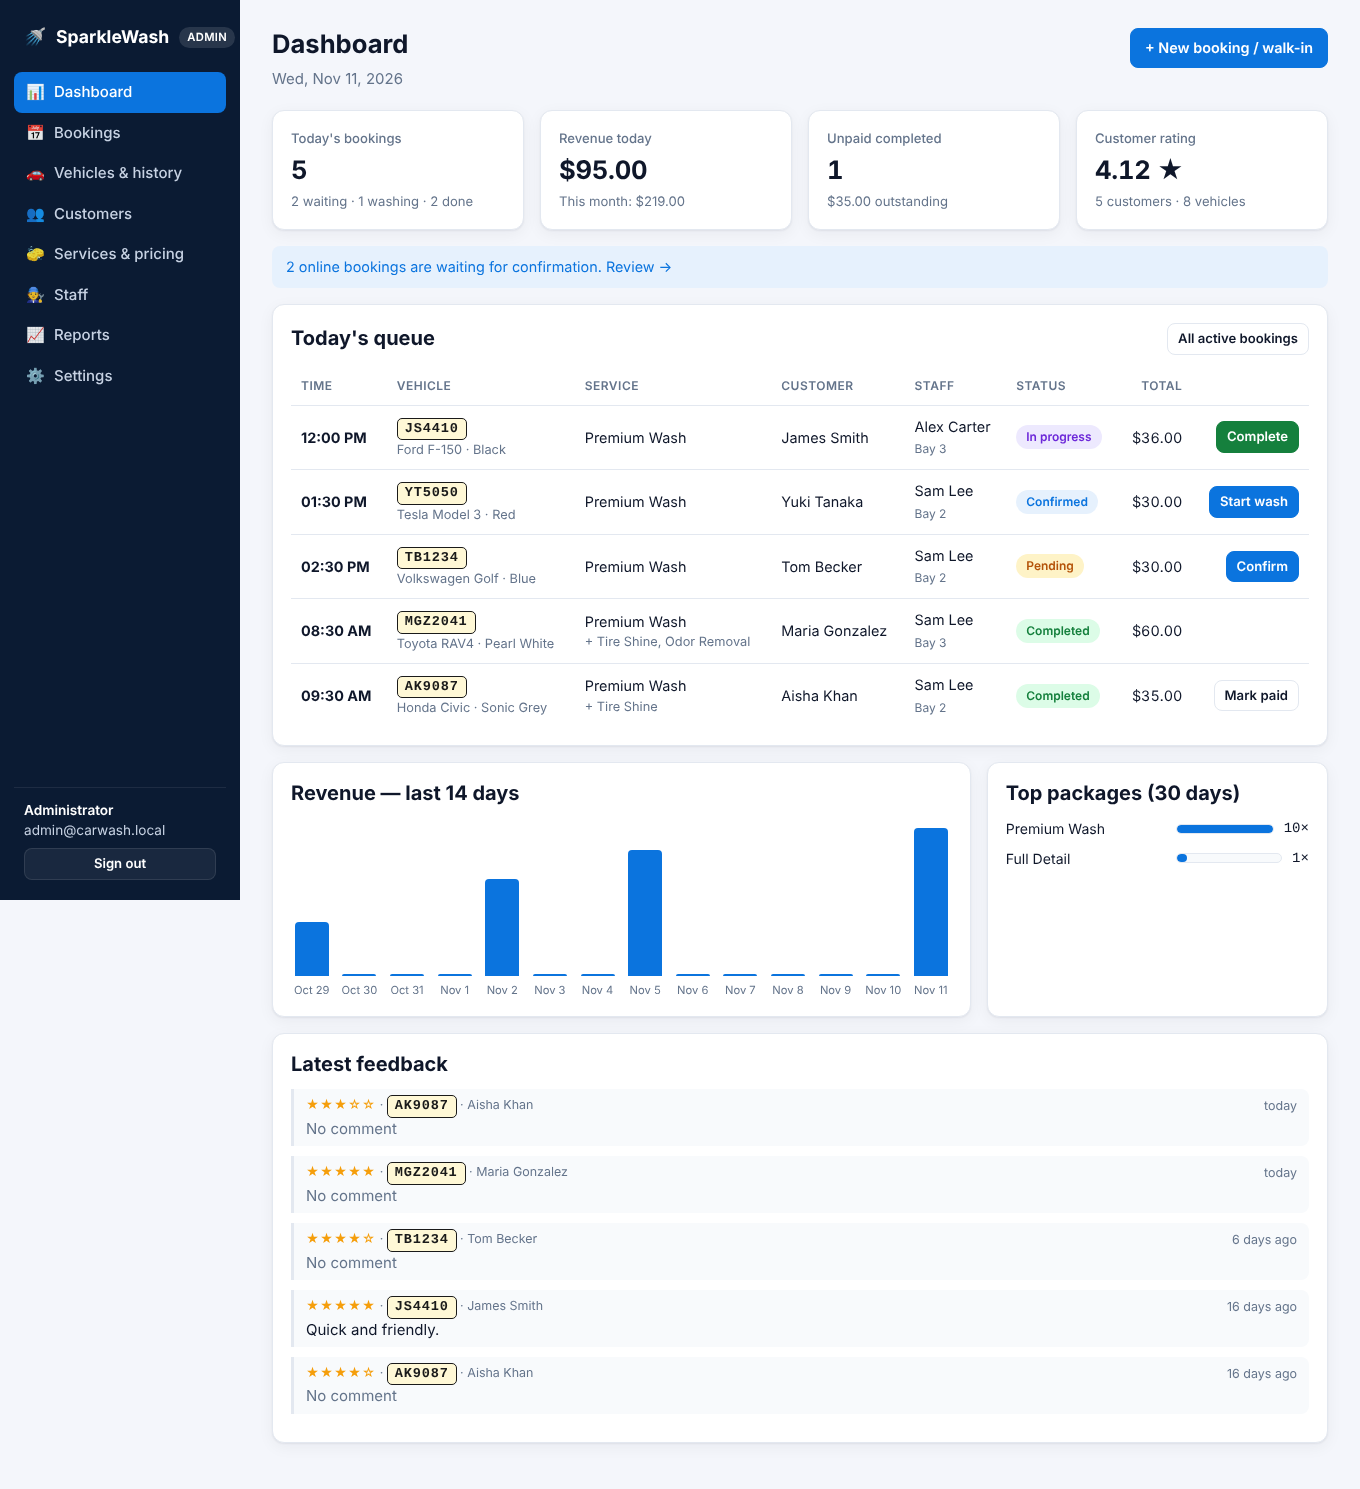 SparkleWash ADMIN
Dashboard
Bookings
Vehicles & history
Customers
Services & pricing
Staff
Reports
Settings
Administrator
admin@carwash.local
Sign out
Dashboard
Wed, Nov 11, 2026
+ New booking / walk-in
Today's bookings
5
2 waiting · 1 washing · 2 done
Revenue today
$95.00
This month: $219.00
Unpaid completed
1
$35.00 outstanding
Customer rating
4.12 ★
5 customers · 8 vehicles
2 online bookings are waiting for confirmation. Review →
Today's queue
All active bookings
TIME VEHICLE SERVICE CUSTOMER STAFF STATUS TOTAL
12:00 PM JS4410 Premium Wash James Smith Alex Carter In progress $36.00 Complete
Ford F-150 · Black Bay 3
01:30 PM YT5050 Premium Wash Yuki Tanaka Sam Lee Confirmed $30.00 Start wash
Tesla Model 3 · Red Bay 2
02:30 PM TB1234 Premium Wash Tom Becker Sam Lee Pending $30.00 Confirm
Volkswagen Golf · Blue Bay 2
08:30 AM MGZ2041 Premium Wash Maria Gonzalez Sam Lee Completed $60.00
Toyota RAV4 · Pearl White + Tire Shine, Odor Removal Bay 3
09:30 AM AK9087 Premium Wash Aisha Khan Sam Lee Completed $35.00 Mark paid
Honda Civic · Sonic Grey + Tire Shine Bay 2
Revenue — last 14 days
Oct 29 Oct 30 Oct 31 Nov 1 Nov 2 Nov 3 Nov 4 Nov 5 Nov 6 Nov 7 Nov 8 Nov 9 Nov 10 Nov 11
Top packages (30 days)
Premium Wash 10×
Full Detail 1×
Latest feedback
★★★☆☆ · AK9087 · Aisha Khan today
No comment
★★★★★ · MGZ2041 · Maria Gonzalez today
No comment
★★★★☆ · TB1234 · Tom Becker 6 days ago
No comment
★★★★★ · JS4410 · James Smith 16 days ago
Quick and friendly.
★★★★☆ · AK9087 · Aisha Khan 16 days ago
No comment